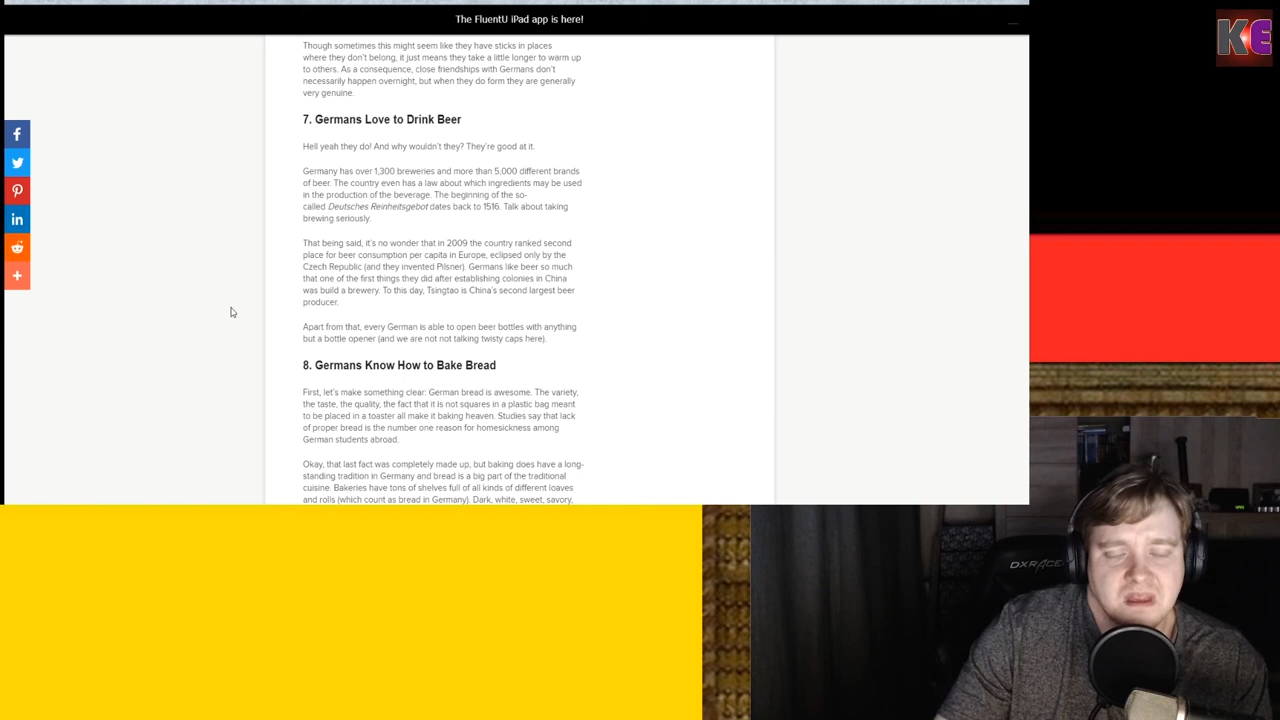 The FluentU iPad app is here!
KE
Though sometimes this might seem like they have sticks in places
where they don't belong, it just means they take a little longer to warm up
to others. As a consequence, close friendships with Germans don't
necessarily happen overnight, but when they do form they are generally
very genuine.
7. Germans Love to Drink Beer
Hell yeah they do! And why wouldn't they? They're good at it.
Germany has over 1,300 breweries and more than 5,000 different brands
of beer. The country even has a law about which ingredients may be used
in the production of the beverage. The beginning of the so-
called Deutsches Reinheitsgebot dates back to 1516. Talk about taking
brewing seriously.
That being said, it's no wonder that in 2009 the country ranked second
place for beer consumption per capita in Europe, eclipsed only by the
Czech Republic (and they invented Pilsner). Germans like beer so much
that one of the first things they did after establishing colonies in China
was build a brewery. To this day, Tsingtao is China's second largest beer
producer.
Apart from that, every German is able to open beer bottles with anything
but a bottle opener (and we are not not talking twisty caps here).
8. Germans Know How to Bake Bread
First, let's make something clear: German bread is awesome. The variety,
the taste, the quality, the fact that it is not squares in a plastic bag meant
to be placed in a toaster all make it baking heaven. Studies say that lack
of proper bread is the number one reason for homesickness among
German students abroad.
Okay, that last fact was completely made up, but baking does have a long-
standing tradition in Germany and bread is a big part of the traditional
cuisine. Bakeries have tons of shelves full of all kinds of different loaves
and rolls (which count as bread in Germany). Dark, white, sweet, savory,
DXRACE